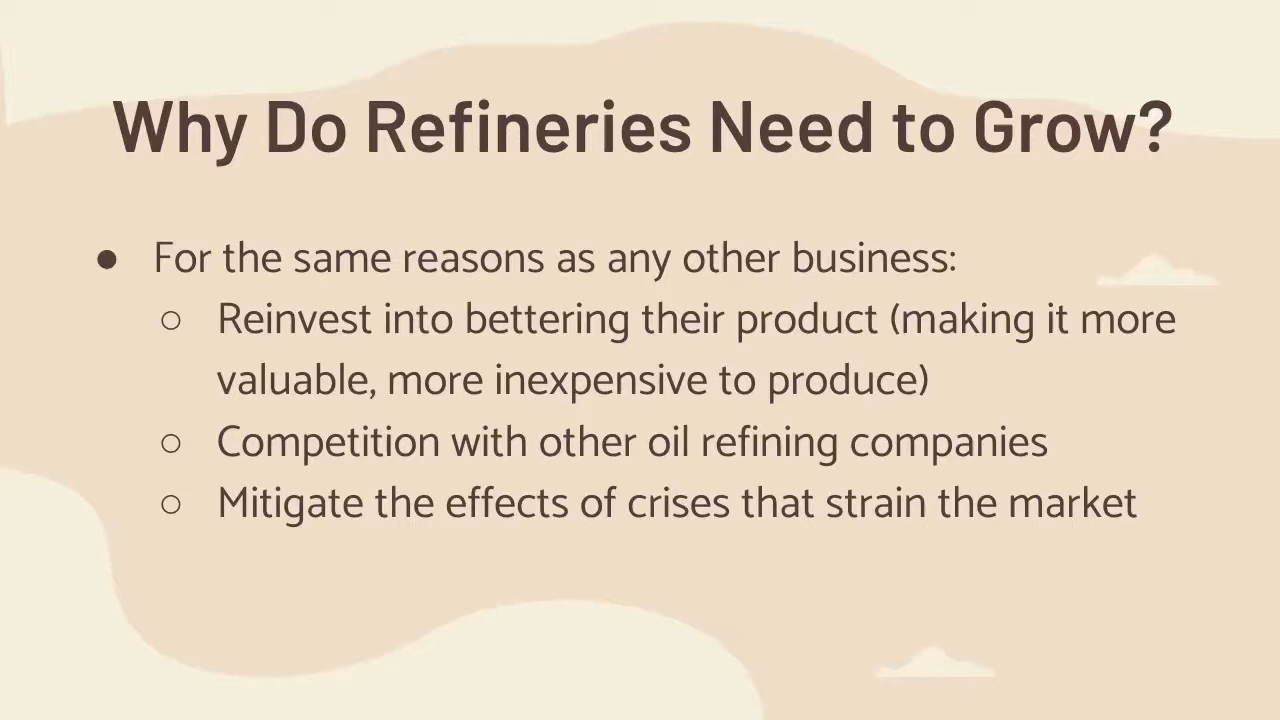 Why Do Refineries Need to Grow?
● For the same reasons as any other business:
○ Reinvest into bettering their product (making it more
valuable, more inexpensive to produce)
○ Competition with other oil refining companies
○ Mitigate the effects of crises that strain the market